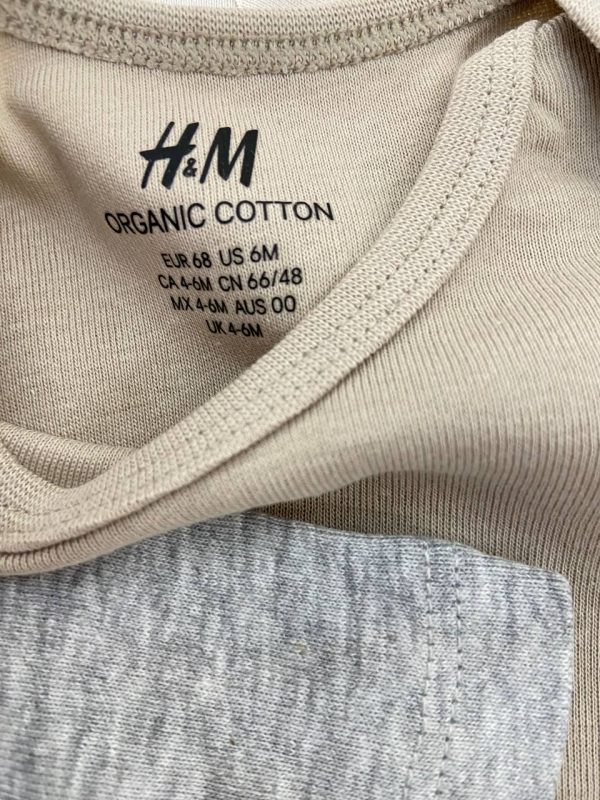 H&M
ORGANIC COTTON
EUR 68 US 6M
CA 4-6M CN 66/48
MX 4-6M AUS 00
UK 4-6M